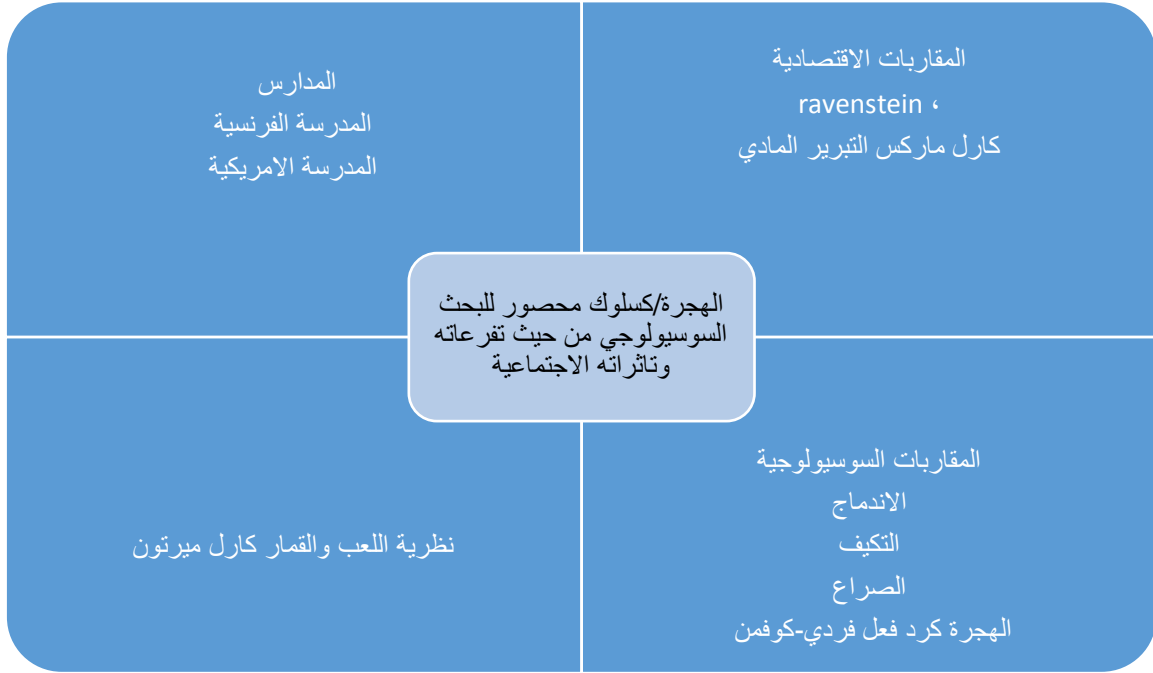 المقاربات الاقتصادية
ravenstein ،
كارل ماركس التبرير المادي
المدارس
المدرسة الفرنسية
المدرسة الامريكية
الهجرة/كسلوك محصور للبحث
السوسيولوجي من حيث تفرعاته
وتاثراته الاجتماعية
المقاربات السوسيولوجية
الاندماج
التكيف
الصراع
الهجرة كرد فعل فردي-كوفمن
نظرية اللعب والقمار كارل ميرتون